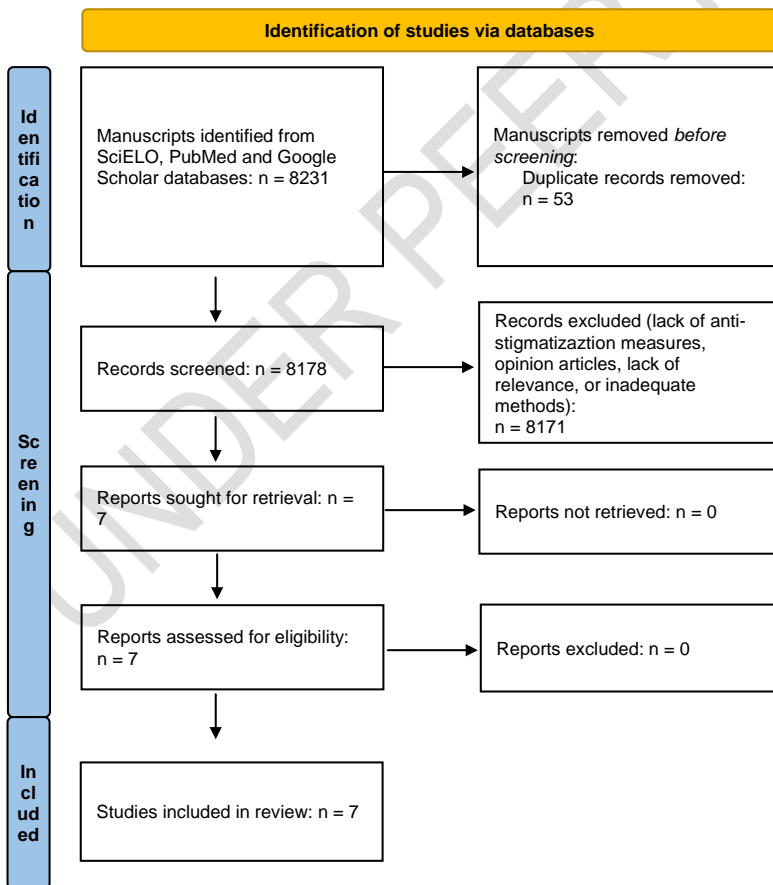 Identification of studies via databases
Id
en
tifi
ca
tio
n
Manuscripts identified from
SciELO, PubMed and Google
Scholar databases: n = 8231
Manuscripts removed before
screening:
Duplicate records removed:
n = 53
Sc
re
en
in
g
Records screened: n = 8178
Records excluded (lack of anti-
stigmatizaztion measures,
opinion articles, lack of
relevance, or inadequate
methods):
n = 8171
Reports sought for retrieval: n =
7
Reports not retrieved: n = 0
Reports assessed for eligibility:
n = 7
Reports excluded: n = 0
In
cl
ud
ed
Studies included in review: n = 7
UNDER PEER